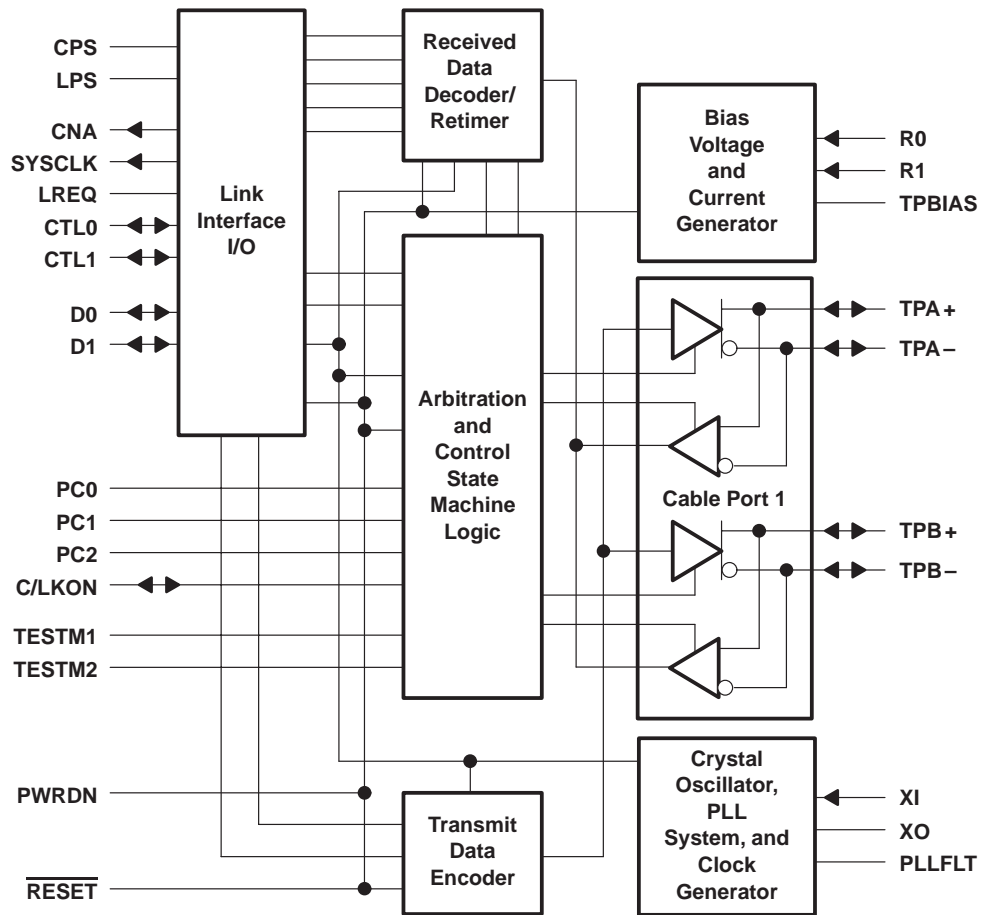 CPS
LPS
CNA
SYSCLK
LREQ
CTL0
CTL1
D0
D1
PC0
PC1
PC2
C/LKON
TESTM1
TESTM2
PWRDN
RESET
Link
Interface
I/O
Received
Data
Decoder/
Retimer
Arbitration
and
Control
State
Machine
Logic
Transmit
Data
Encoder
Bias
Voltage
and
Current
Generator
Cable Port 1
Crystal
Oscillator,
PLL
System, and
Clock
Generator
R0
R1
TPBIAS
TPA+
TPA–
TPB+
TPB–
XI
XO
PLLFLT